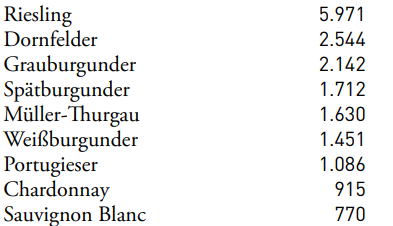 Riesling 5.971
Dornfelder 2.544
Grauburgunder 2.142
Spätburgunder 1.712
Müller-Thurgau 1.630
Weißburgunder 1.451
Portugieser 1.086
Chardonnay 915
Sauvignon Blanc 770